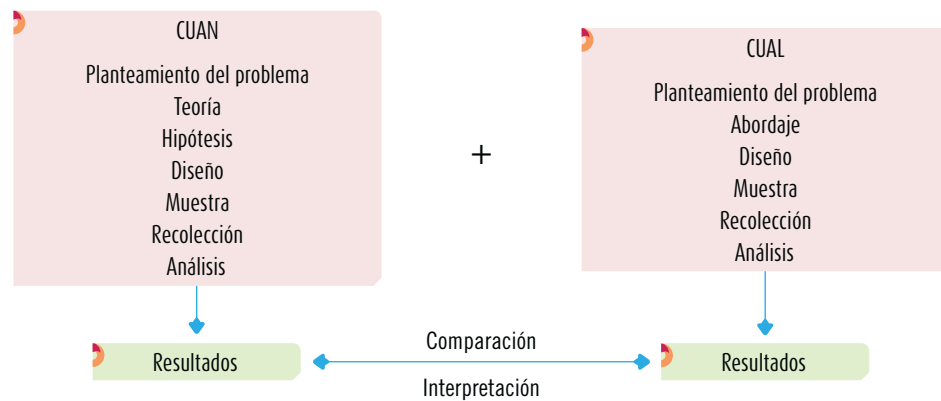 CUAN
Planteamiento del problema
Teoría
Hipótesis
Diseño
Muestra
Recolección
Análisis
+
CUAL
Planteamiento del problema
Abordaje
Diseño
Muestra
Recolección
Análisis
Resultados
Comparación
Interpretación
Resultados